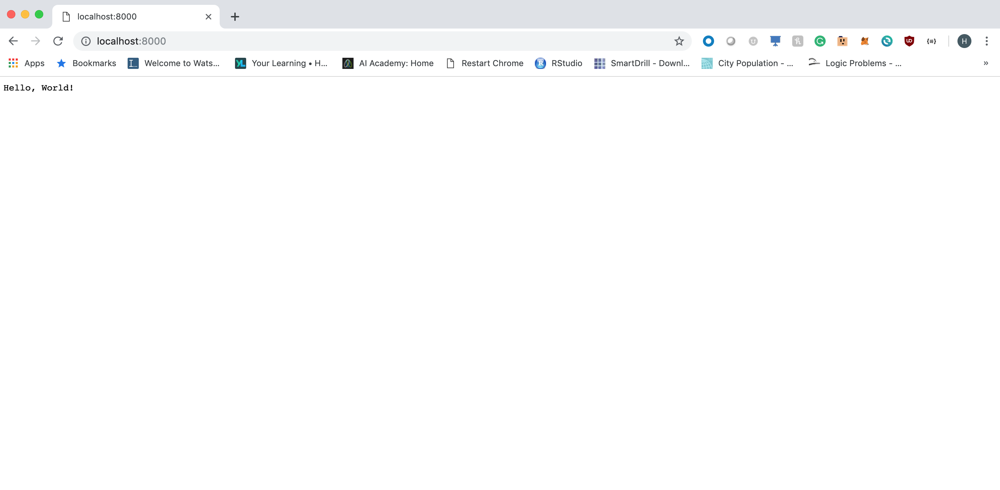 localhost:8000
localhost:8000
H
Apps Bookmarks I... Welcome to Wats... YL Your Learning • H... AI Academy: Home Restart Chrome R RStudio SmartDrill - Downl... City Population - ... Logic Problems - ... »
Hello, World!